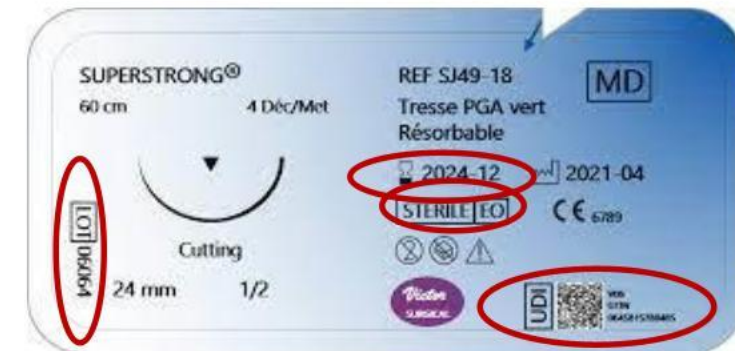 SUPERSTRONG®
60 cm 4 Déc/Met
Cutting
24 mm 1/2
LOT 06064
REF SJ49-18 MD
Tresse PGA vert
Résorbable
2024-12 2021-04
STERILE EO CE 6789
Victor
SURGICAL
UDI